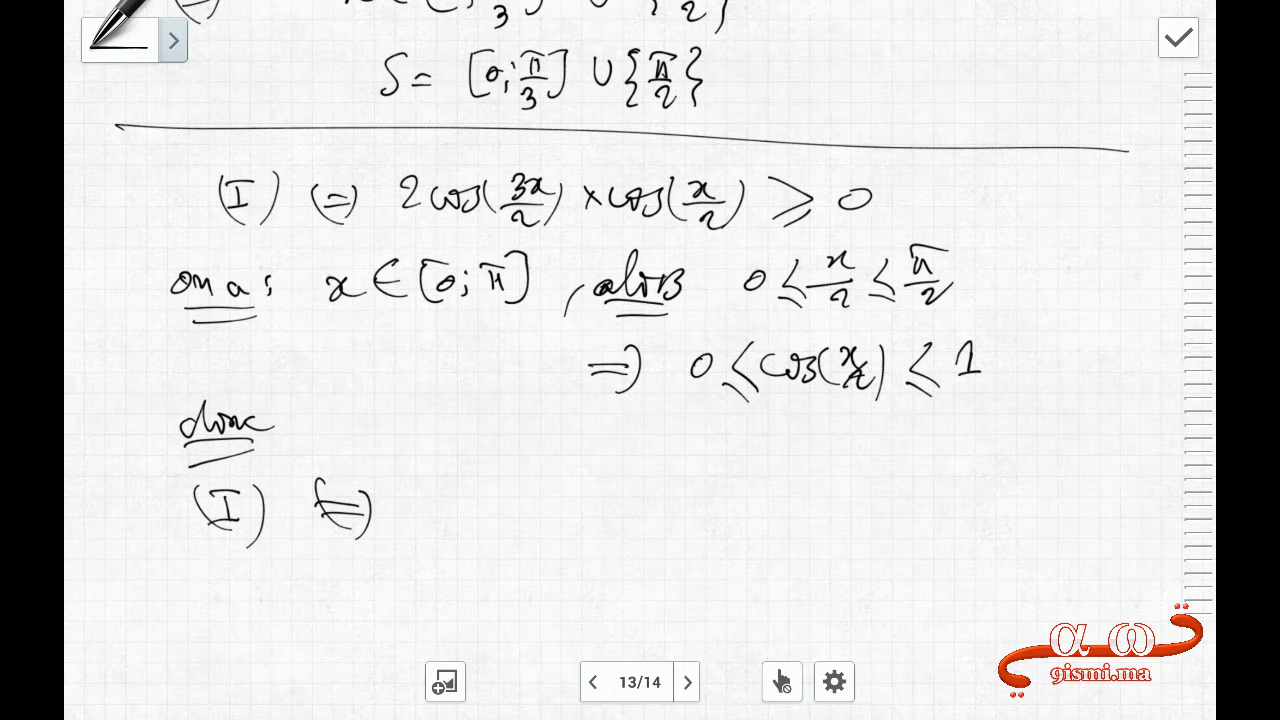 S = [0; π/3] ∪ {π/2}
(I) ⇔ 2cos(3x/2) × cos(x/2) ≥ 0
on a : x ∈ [0; π] , alors 0 ≤ x/2 ≤ π/2
⇒ 0 ≤ cos(x/2) ≤ 1
donc
(I) ⇔
α ω
gismi.ma
13/14